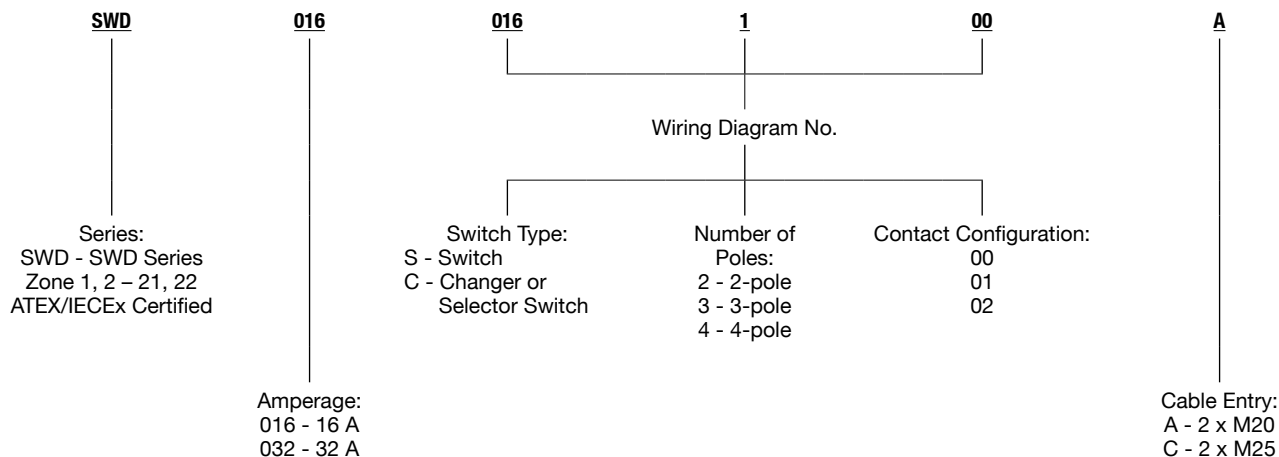 SWD 016 016 1 00 A
Wiring Diagram No.
Series:
SWD - SWD Series
Zone 1, 2 – 21, 22
ATEX/IECEx Certified
Switch Type:
S - Switch
C - Changer or
Selector Switch
Number of
Poles:
2 - 2-pole
3 - 3-pole
4 - 4-pole
Contact Configuration:
00
01
02
Amperage:
016 - 16 A
032 - 32 A
Cable Entry:
A - 2 x M20
C - 2 x M25